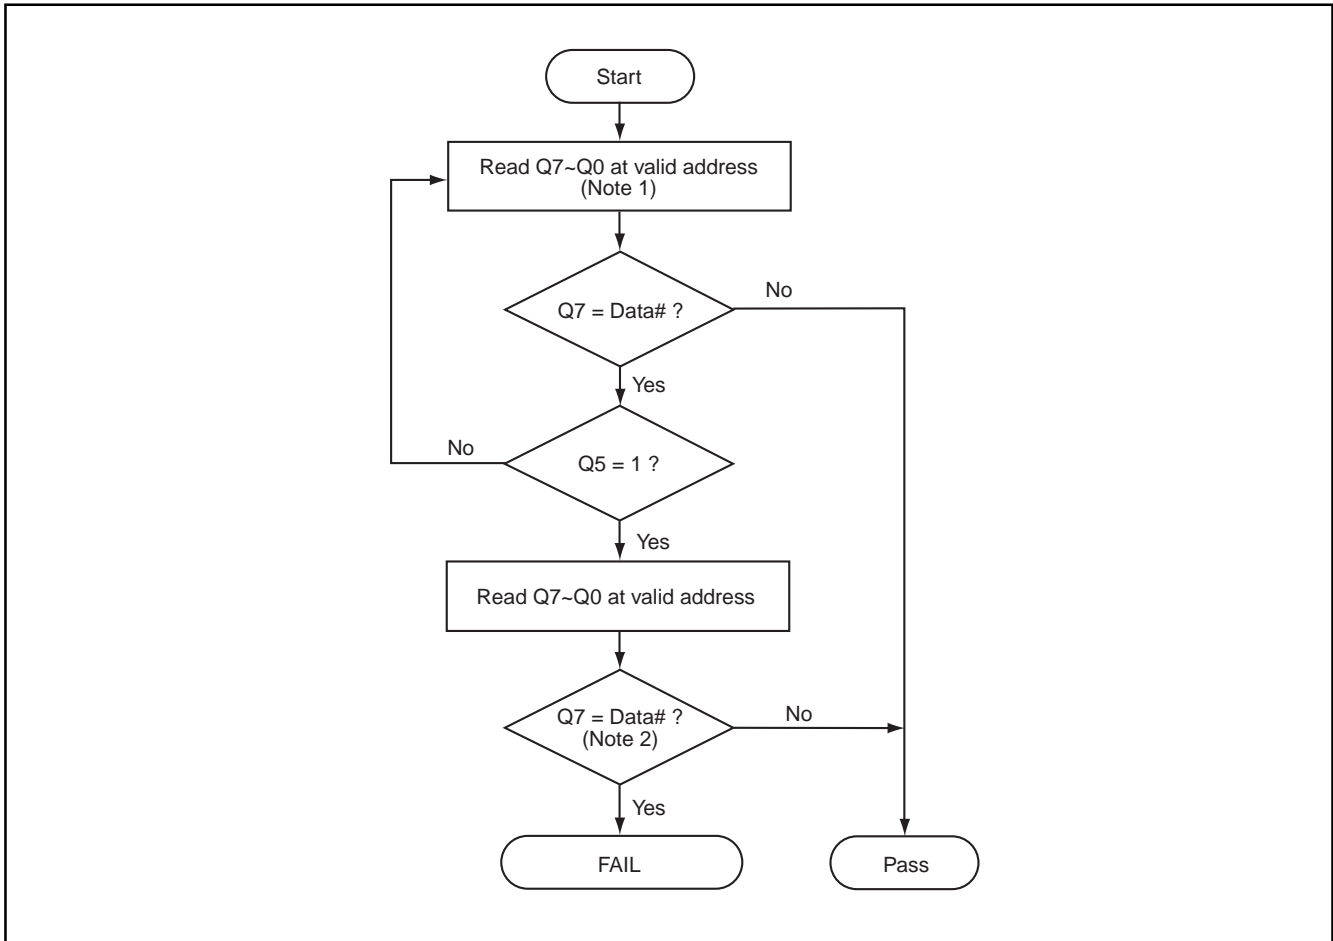 Start
Read Q7~Q0 at valid address
(Note 1)
Q7 = Data# ?
No
Yes
Q5 = 1 ?
No
Yes
Read Q7~Q0 at valid address
Q7 = Data# ?
(Note 2)
No
Yes
FAIL
Pass